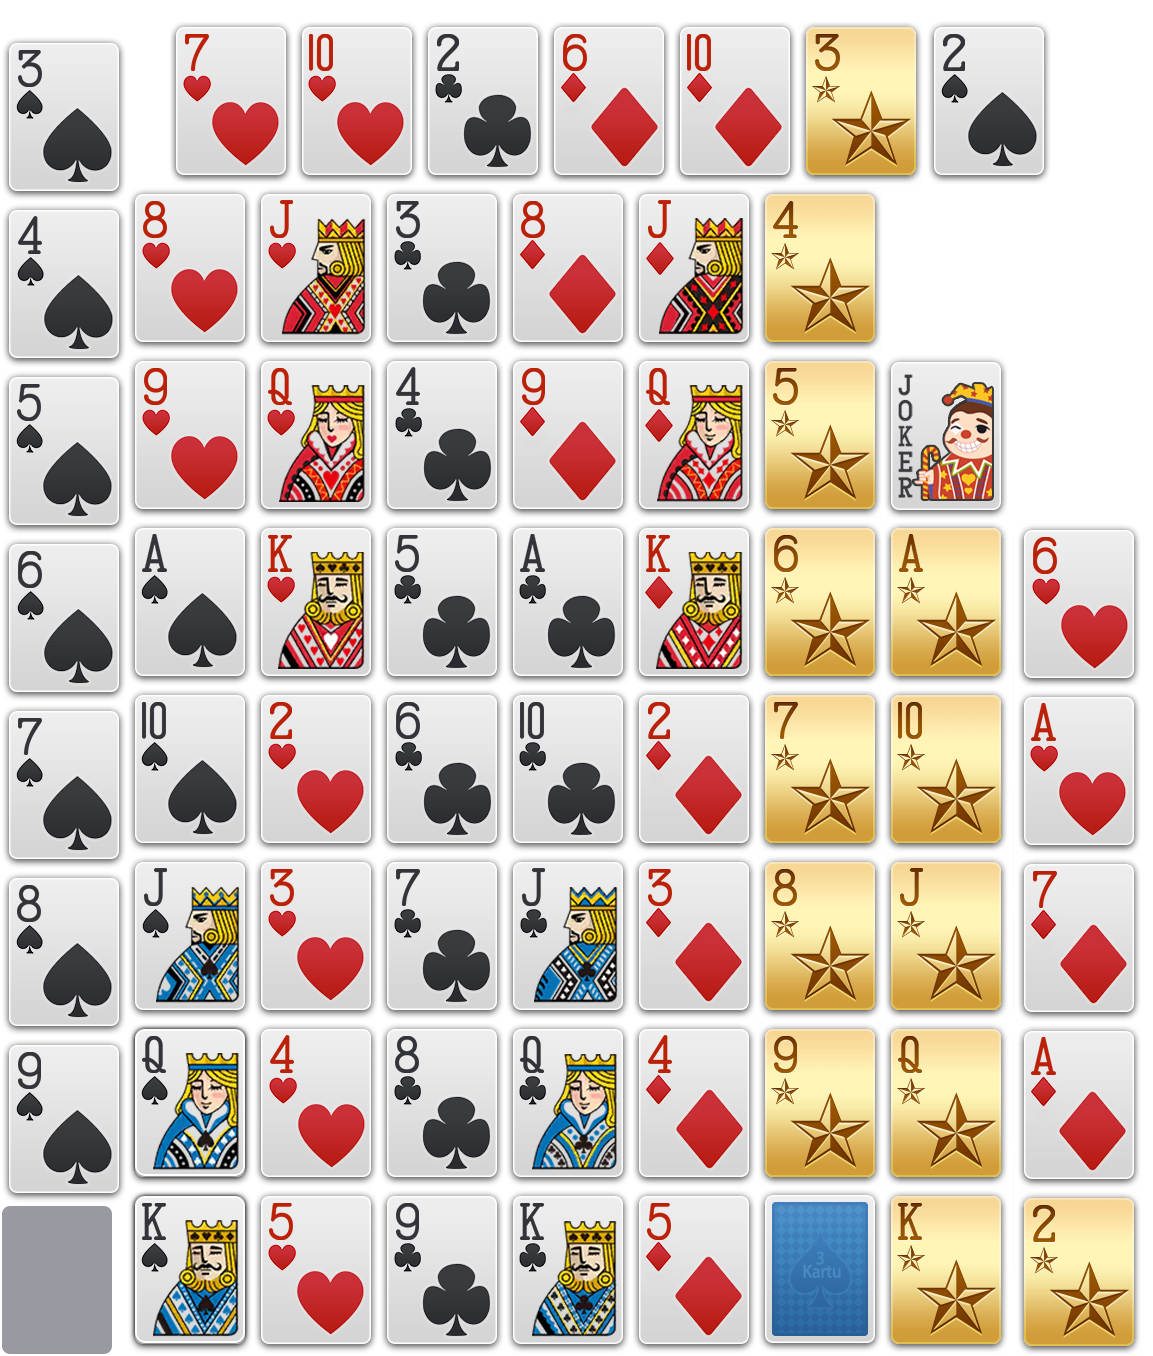 3 7 10 2 6 10 3 2
4 8 J 3 8 J 4
5 9 Q 4 9 Q 5 JOKER
6 A K 5 A K 6 A 6
7 10 2 6 10 2 7 10 A
8 J 3 7 J 3 8 J 7
9 Q 4 8 Q 4 9 Q A
K 5 9 K 5 3 K 2
Kartu